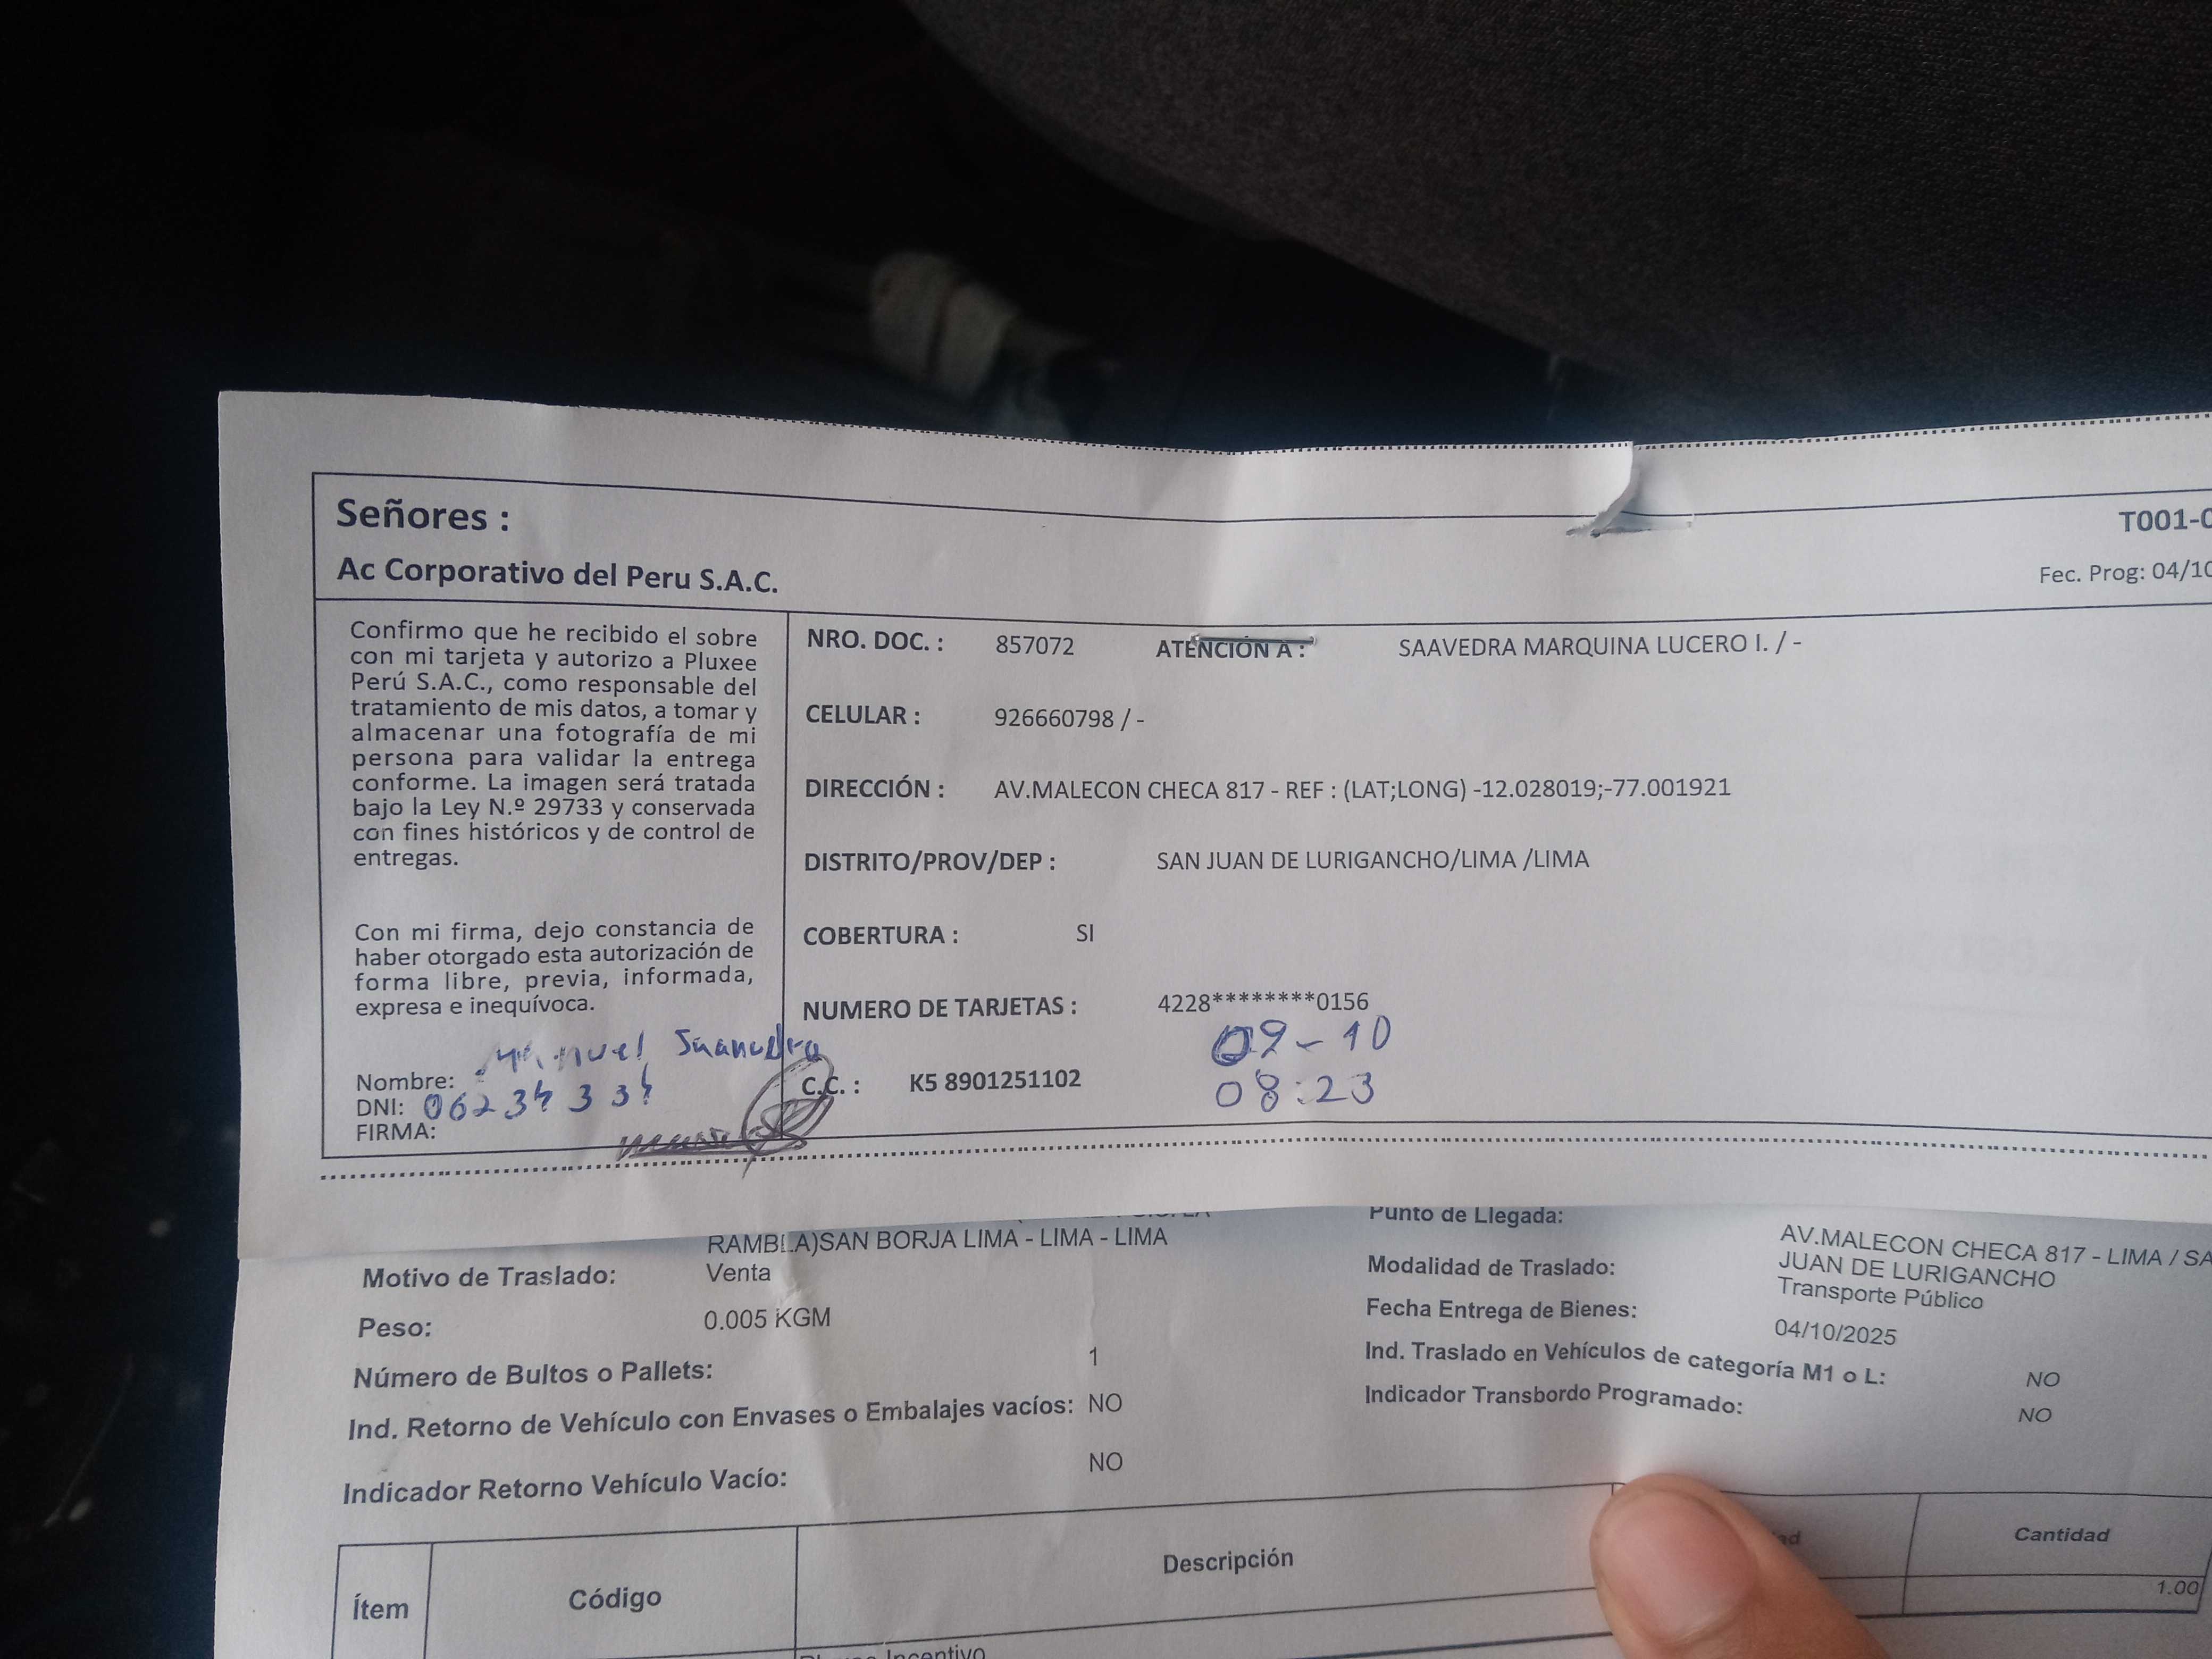 Señores :
T001-0
Ac Corporativo del Peru S.A.C.
Fec. Prog: 04/10
Confirmo que he recibido el sobre
con mi tarjeta y autorizo a Pluxee
Perú S.A.C., como responsable del
tratamiento de mis datos, a tomar y
almacenar una fotografía de mi
persona para validar la entrega
conforme. La imagen será tratada
bajo la Ley N.º 29733 y conservada
con fines históricos y de control de
entregas.
Con mi firma, dejo constancia de
haber otorgado esta autorización de
forma libre, previa, informada,
expresa e inequívoca.
Manuel Saavedra
Nombre:
DNI: 06234334
FIRMA:
NRO. DOC. : 857072 ATENCIÓN A : SAAVEDRA MARQUINA LUCERO I. / -
CELULAR : 926660798 / -
DIRECCIÓN : AV.MALECON CHECA 817 - REF : (LAT;LONG) -12.028019;-77.001921
DISTRITO/PROV/DEP : SAN JUAN DE LURIGANCHO/LIMA /LIMA
COBERTURA : SI
NUMERO DE TARJETAS : 4228********0156
09-10
C.C. : K5 8901251102
08:23
RAMBLA)SAN BORJA LIMA - LIMA - LIMA
Motivo de Traslado: Venta
Peso: 0.005 KGM
Número de Bultos o Pallets: 1
Ind. Retorno de Vehículo con Envases o Embalajes vacíos: NO
Indicador Retorno Vehículo Vacío: NO
Punto de Llegada: AV.MALECON CHECA 817 - LIMA / SA
JUAN DE LURIGANCHO
Modalidad de Traslado: Transporte Público
Fecha Entrega de Bienes: 04/10/2025
Ind. Traslado en Vehículos de categoría M1 o L: NO
Indicador Transbordo Programado: NO
Ítem Código Descripción ad Cantidad
1.00
Incentivo